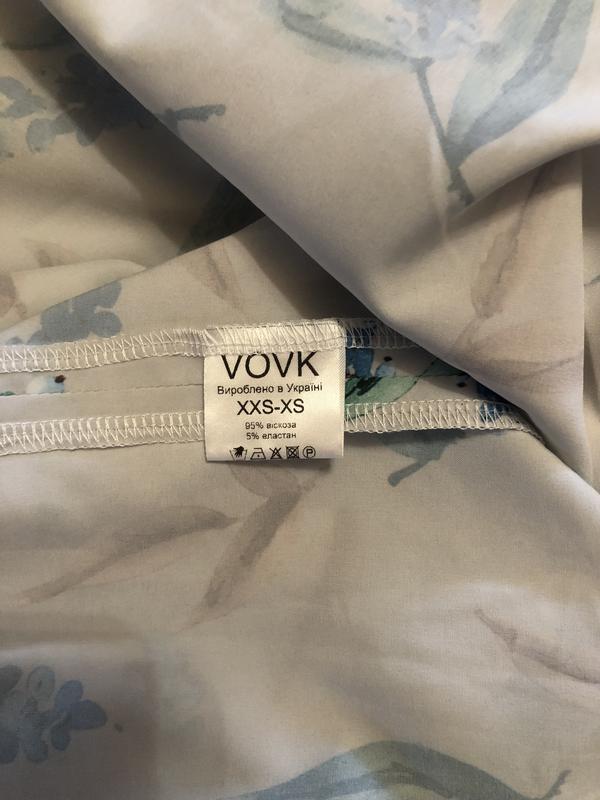 VOVK
Вироблено в Україні
XXS-XS
95% віскоза
5% еластан